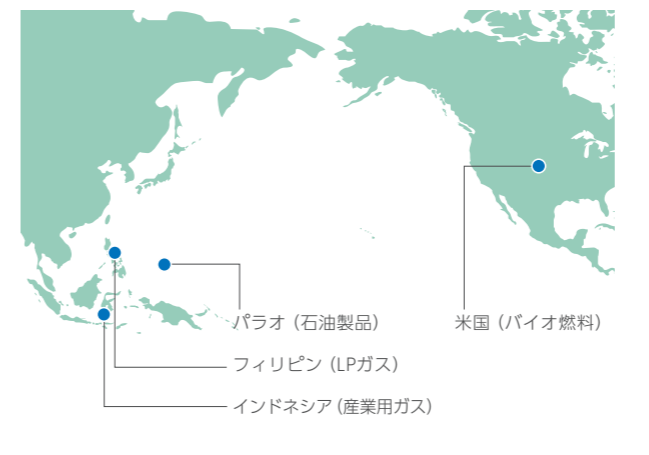 パラオ（石油製品）
米国（バイオ燃料）
フィリピン（LPガス）
インドネシア（産業用ガス）